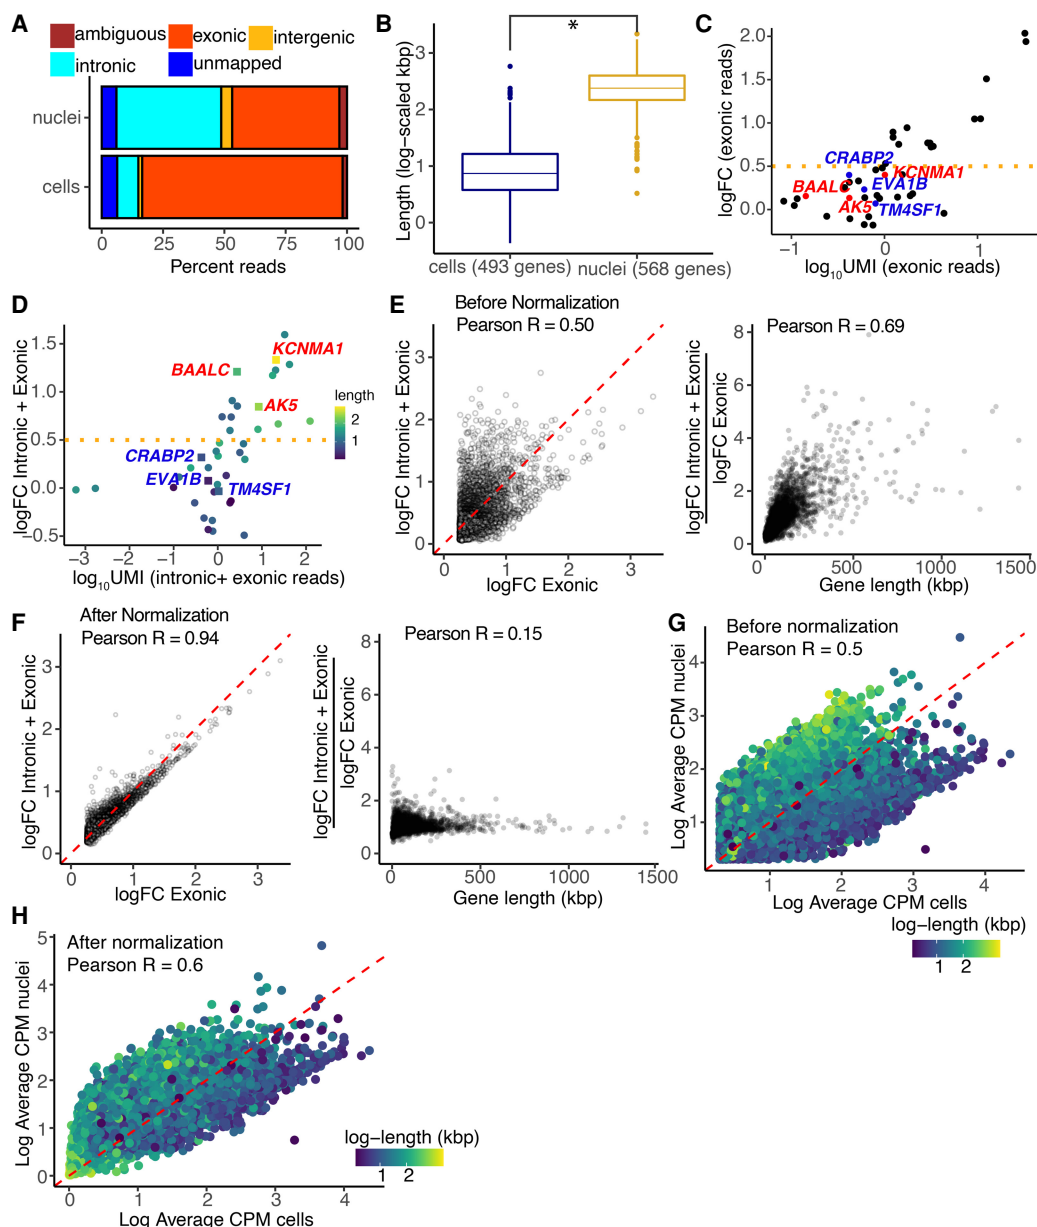 A
ambiguous exonic intergenic
intronic unmapped
nuclei
cells
0 25 50 75 100
Percent reads
B
*
Length (log−scaled kbp)
3
2
1
0
cells (493 genes) nuclei (568 genes)
C
logFC (exonic reads)
2.0
1.5
1.0
0.5
0.0
CRABP2
KCNMA1
BAALC
EVA1B
AK5
TM4SF1
−1 0 1
log10UMI (exonic reads)
D
logFC Intronic + Exonic
1.5
1.0
0.5
0.0
−0.5
KCNMA1
BAALC
AK5
CRABP2
EVA1B
TM4SF1
length
2
1
−3 −2 −1 0 1 2
log10UMI (intronic+ exonic reads)
E
Before Normalization
Pearson R = 0.50
logFC Intronic + Exonic
3
2
1
0
0 1 2 3
logFC Exonic
Pearson R = 0.69
logFC Intronic + Exonic
logFC Exonic
8
6
4
2
0
0 500 1000 1500
Gene length (kbp)
F
After Normalization
Pearson R = 0.94
logFC Intronic + Exonic
3
2
1
0
0 1 2 3
logFC Exonic
Pearson R = 0.15
logFC Intronic + Exonic
logFC Exonic
8
6
4
2
0
0 500 1000 1500
Gene length (kbp)
G
Before normalization
Pearson R = 0.5
Log Average CPM nuclei
4
3
2
1
1 2 3 4
Log Average CPM cells
log−length (kbp)
1 2
H
After normalization
Pearson R = 0.6
Log Average CPM nuclei
5
4
3
2
1
0
0 1 2 3 4
Log Average CPM cells
log−length (kbp)
1 2